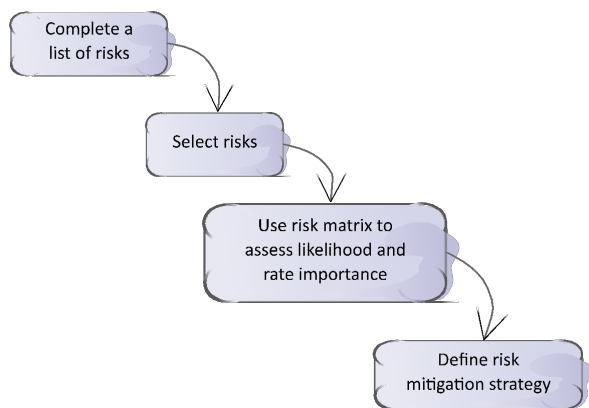 Complete a
list of risks
Select risks
Use risk matrix to
assess likelihood and
rate importance
Define risk
mitigation strategy